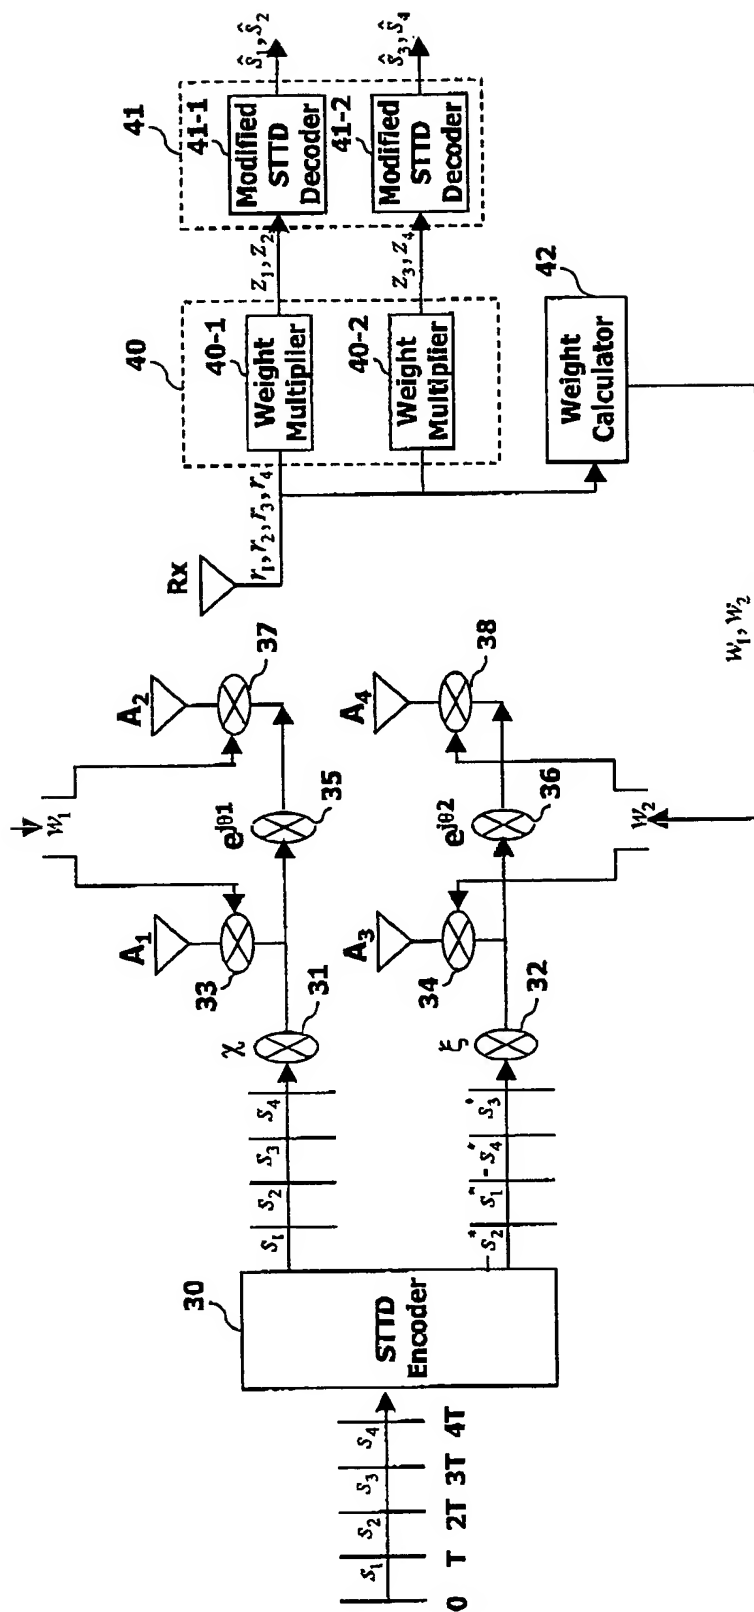 0 T 2T 3T 4T
s₁ s₂ s₃ s₄
30
STTD
Encoder
s₁ s₂ s₃ s₄
-s₂* s₁* -s₄* s₃*
χ
31
ξ
32
A₁
33
A₃
34
w₁
e^jθ1
35
e^jθ2
36
A₂
37
A₄
38
w₂
w₁, w₂
Rx
r₁, r₂, r₃, r₄
40
40-1
Weight
Multiplier
40-2
Weight
Multiplier
z₁, z₂
z₃, z₄
41
41-1
Modified
STTD
Decoder
41-2
Modified
STTD
Decoder
ŝ₁, ŝ₂
ŝ₃, ŝ₄
42
Weight
Calculator